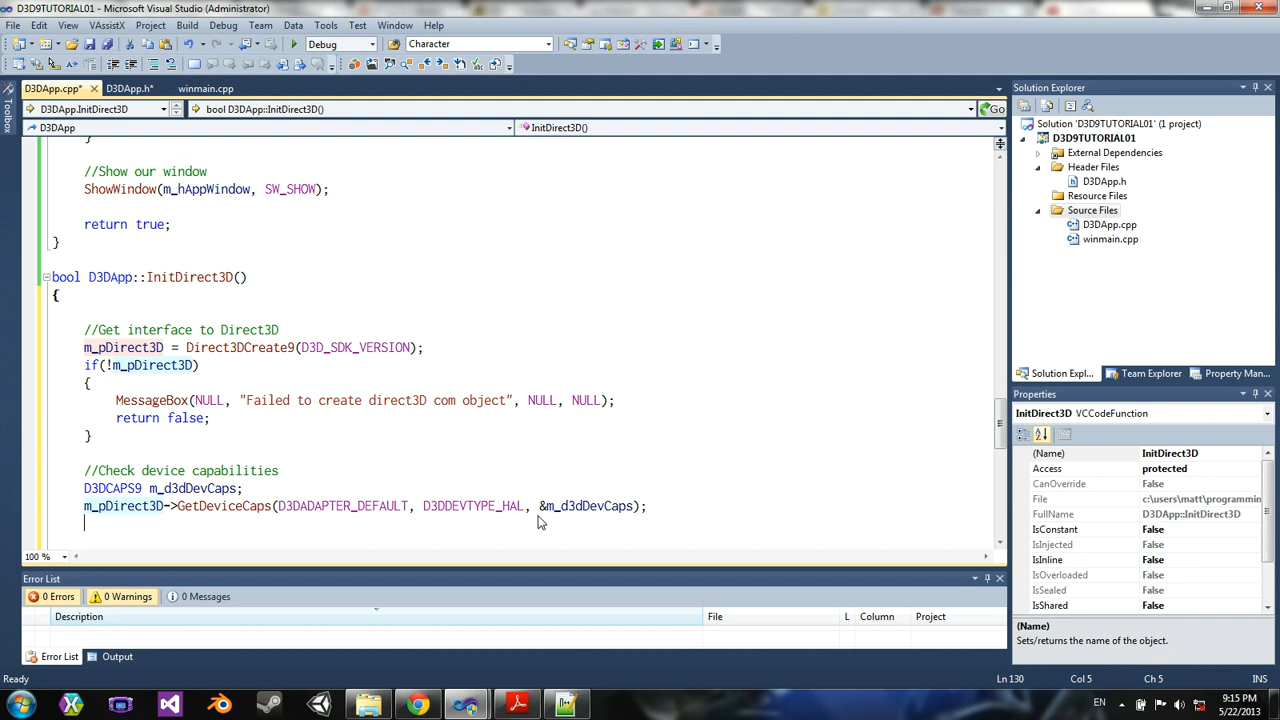 D3D9TUTORIAL01 - Microsoft Visual Studio (Administrator)
File Edit View VAssistX Project Build Debug Team Data Tools Test Window Help
Debug Character
D3DApp.cpp* D3DApp.h* winmain.cpp
D3DApp.InitDirect3D bool D3DApp::InitDirect3D() Go
D3DApp InitDirect3D()
}
//Show our window
ShowWindow(m_hAppWindow, SW_SHOW);
return true;
}
bool D3DApp::InitDirect3D()
{
//Get interface to Direct3D
m_pDirect3D = Direct3DCreate9(D3D_SDK_VERSION);
if(!m_pDirect3D)
{
MessageBox(NULL, "Failed to create direct3D com object", NULL, NULL);
return false;
}
//Check device capabilities
D3DCAPS9 m_d3dDevCaps;
m_pDirect3D->GetDeviceCaps(D3DADAPTER_DEFAULT, D3DDEVTYPE_HAL, &m_d3dDevCaps);
100 %
Error List
0 Errors 0 Warnings 0 Messages
Description File L Column Project
Error List Output
Ready Ln 130 Col 5 Ch 5 INS
Toolbox
Solution Explorer
Solution 'D3D9TUTORIAL01' (1 project)
D3D9TUTORIAL01
External Dependencies
Header Files
D3DApp.h
Resource Files
Source Files
D3DApp.cpp
winmain.cpp
Solution Expl... Team Explorer Property Man...
Properties
InitDirect3D VCCodeFunction
(Name) InitDirect3D
Access protected
CanOverride False
File c:\users\matt\programmin
FullName D3DApp::InitDirect3D
IsConstant False
IsInjected False
IsInline False
IsOverloaded False
IsSealed False
IsShared False
(Name)
Sets/returns the name of the object.
EN 9:15 PM
5/22/2013